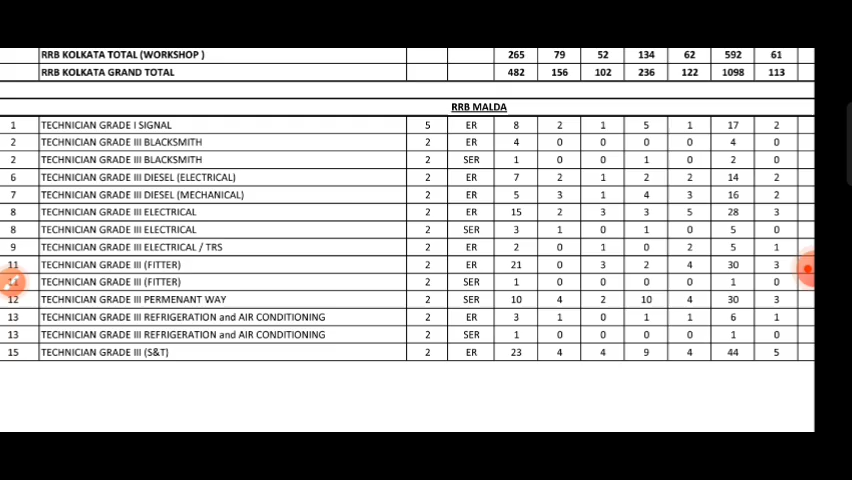 RRB KOLKATA TOTAL (WORKSHOP ) 265 79 52 134 62 592 61
RRB KOLKATA GRAND TOTAL 482 156 102 236 122 1098 113
RRB MALDA
1 TECHNICIAN GRADE I SIGNAL 5 ER 8 2 1 5 1 17 2
2 TECHNICIAN GRADE III BLACKSMITH 2 ER 4 0 0 0 0 4 0
2 TECHNICIAN GRADE III BLACKSMITH 2 SER 1 0 0 1 0 2 0
6 TECHNICIAN GRADE III DIESEL (ELECTRICAL) 2 ER 7 2 1 2 2 14 2
7 TECHNICIAN GRADE III DIESEL (MECHANICAL) 2 ER 5 3 1 4 3 16 2
8 TECHNICIAN GRADE III ELECTRICAL 2 ER 15 2 3 3 5 28 3
8 TECHNICIAN GRADE III ELECTRICAL 2 SER 3 1 0 1 0 5 0
9 TECHNICIAN GRADE III ELECTRICAL / TRS 2 ER 2 0 1 0 2 5 1
11 TECHNICIAN GRADE III (FITTER) 2 ER 21 0 3 2 4 30 3
TECHNICIAN GRADE III (FITTER) 2 SER 1 0 0 0 0 1 0
12 TECHNICIAN GRADE III PERMENANT WAY 2 SER 10 4 2 10 4 30 3
13 TECHNICIAN GRADE III REFRIGERATION and AIR CONDITIONING 2 ER 3 1 0 1 1 6 1
13 TECHNICIAN GRADE III REFRIGERATION and AIR CONDITIONING 2 SER 1 0 0 0 0 1 0
15 TECHNICIAN GRADE III (S&T) 2 ER 23 4 4 9 4 44 5